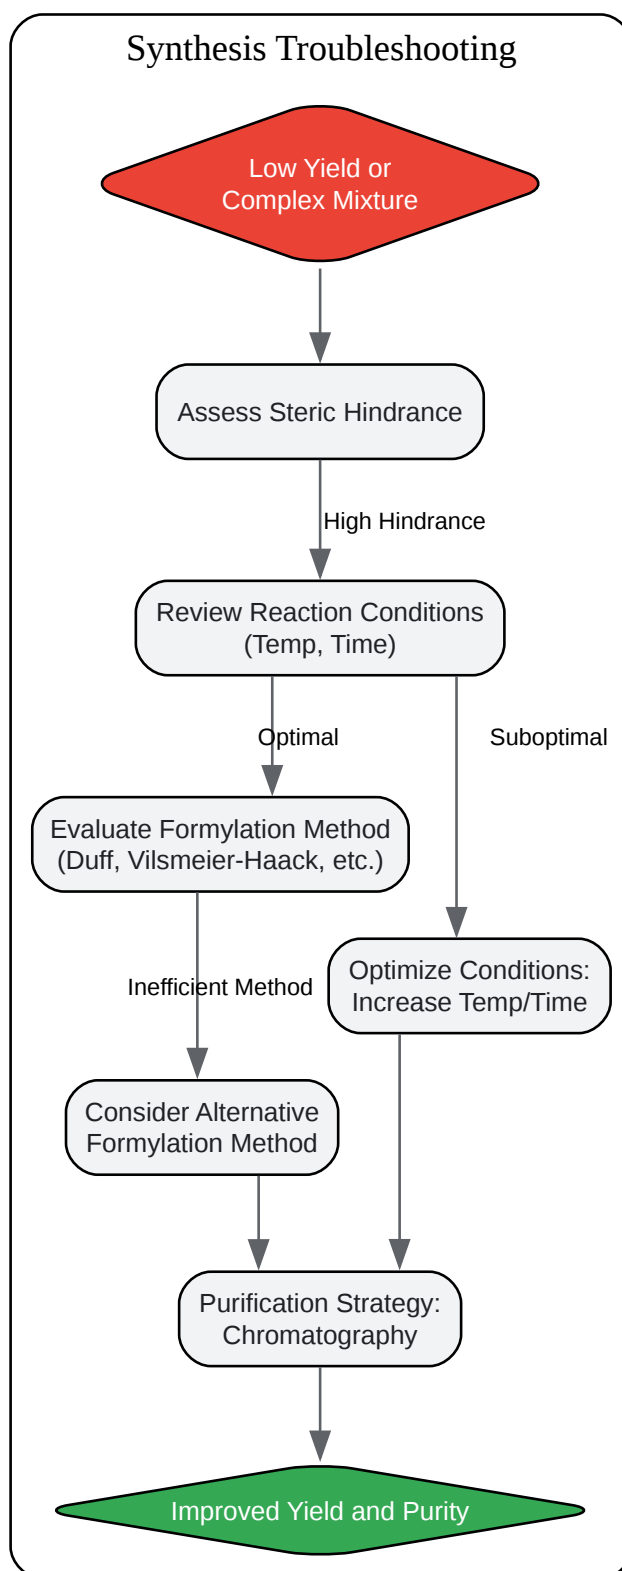 Synthesis Troubleshooting
Low Yield or
Complex Mixture
Assess Steric Hindrance
High Hindrance
Review Reaction Conditions
(Temp, Time)
Optimal
Suboptimal
Evaluate Formylation Method
(Duff, Vilsmeier-Haack, etc.)
Inefficient Method
Optimize Conditions:
Increase Temp/Time
Consider Alternative
Formylation Method
Purification Strategy:
Chromatography
Improved Yield and Purity